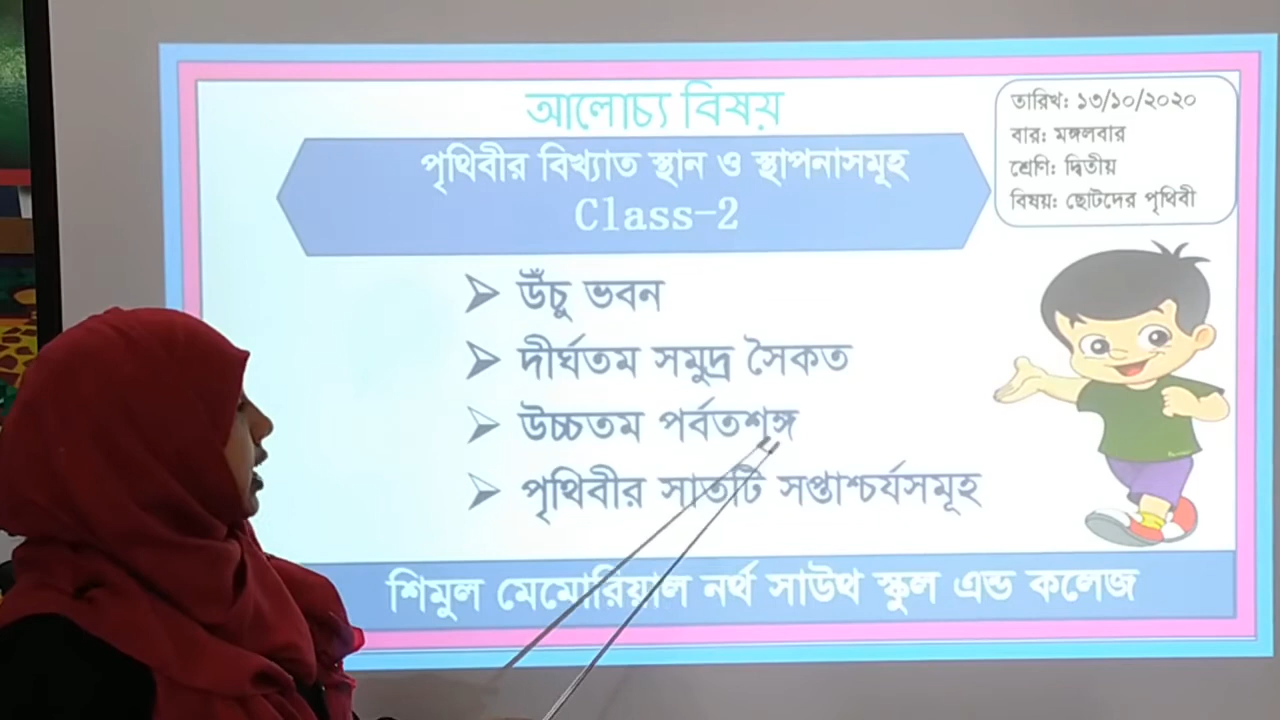 আলোচ্য বিষয়
পৃথিবীর বিখ্যাত স্থান ও স্থাপনাসমূহ
Class-2
তারিখ: ১৩/১০/২০২০
বার: মঙ্গলবার
শ্রেণি: দ্বিতীয়
বিষয়: ছোটদের পৃথিবী
উঁচু ভবন
দীর্ঘতম সমুদ্র সৈকত
উচ্চতম পর্বতশৃঙ্গ
পৃথিবীর সাতটি সপ্তাশ্চর্যসমূহ
শিমুল মেমোরিয়াল নর্থ সাউথ স্কুল এন্ড কলেজ